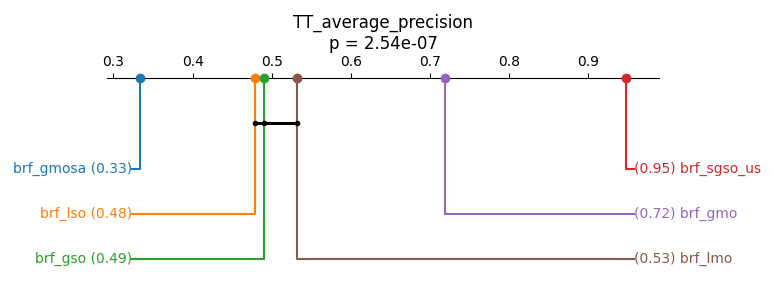 TT_average_precision
p = 2.54e-07
0.3 0.4 0.5 0.6 0.7 0.8 0.9
brf_gmosa (0.33) (0.95) brf_sgso_us
brf_lso (0.48) (0.72) brf_gmo
brf_gso (0.49) (0.53) brf_lmo